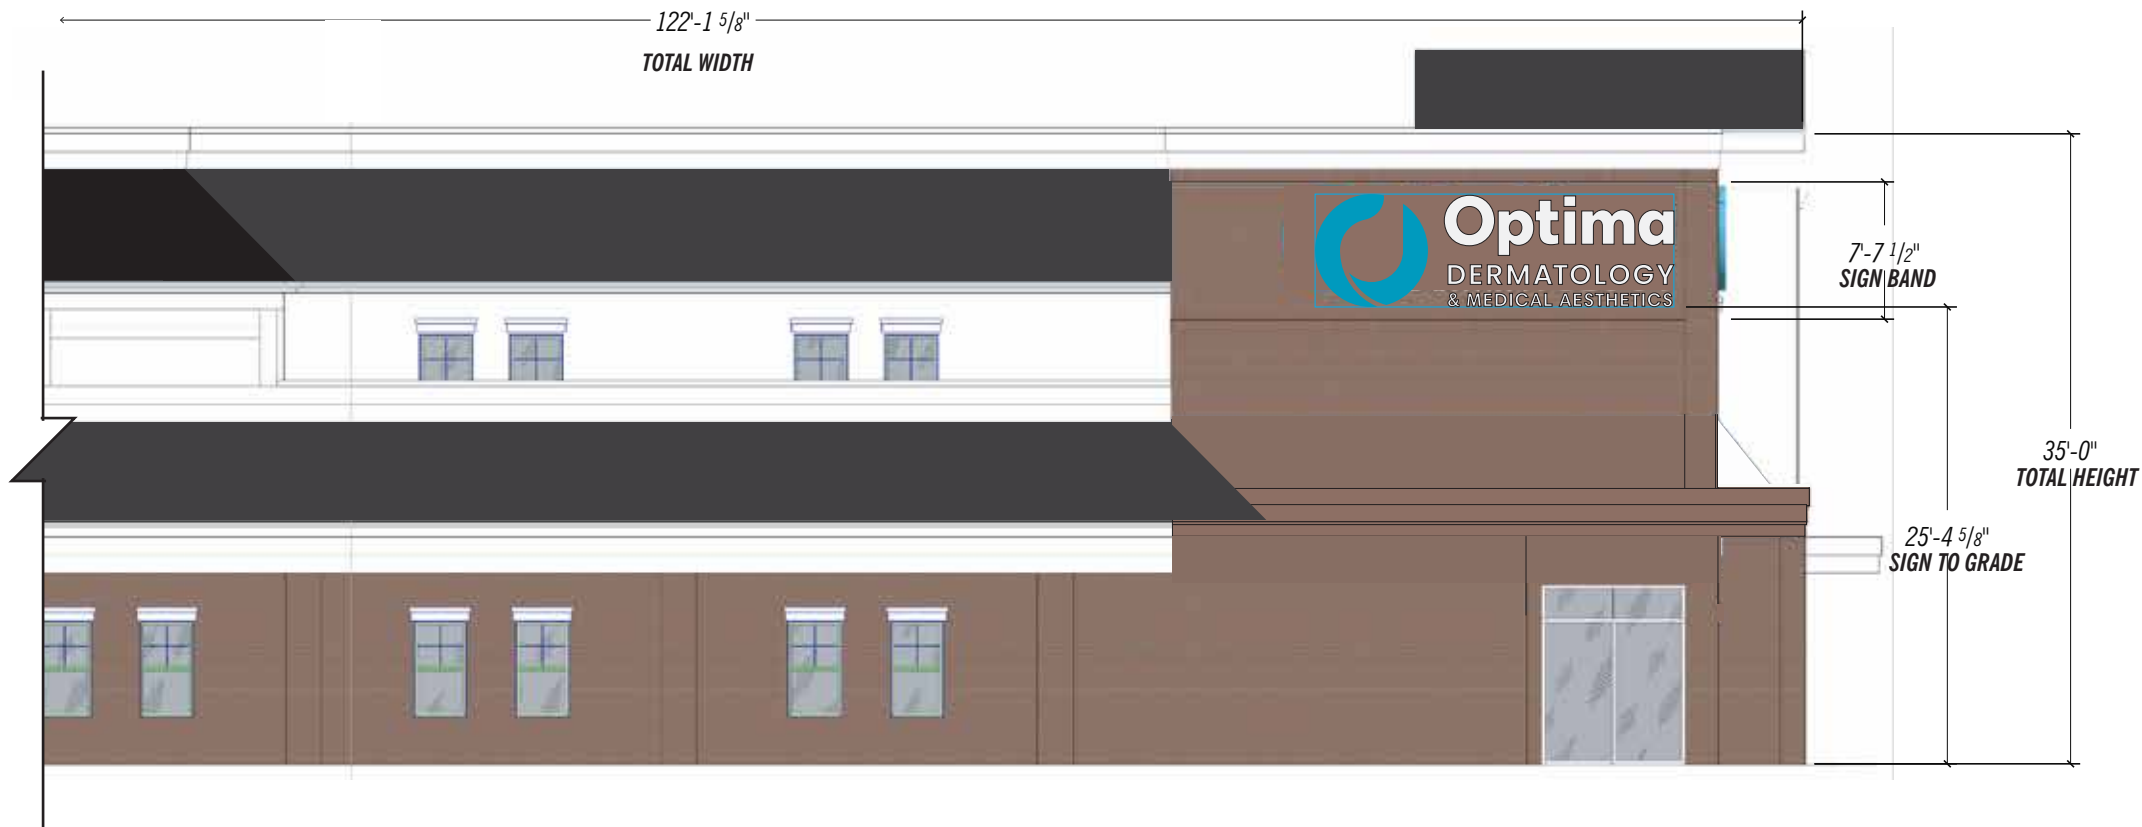 122'-1 5/8"
TOTAL WIDTH
Optima
DERMATOLOGY
& MEDICAL AESTHETICS
7'-7 1/2"
SIGN BAND
35'-0"
TOTAL HEIGHT
25'-4 5/8"
SIGN TO GRADE